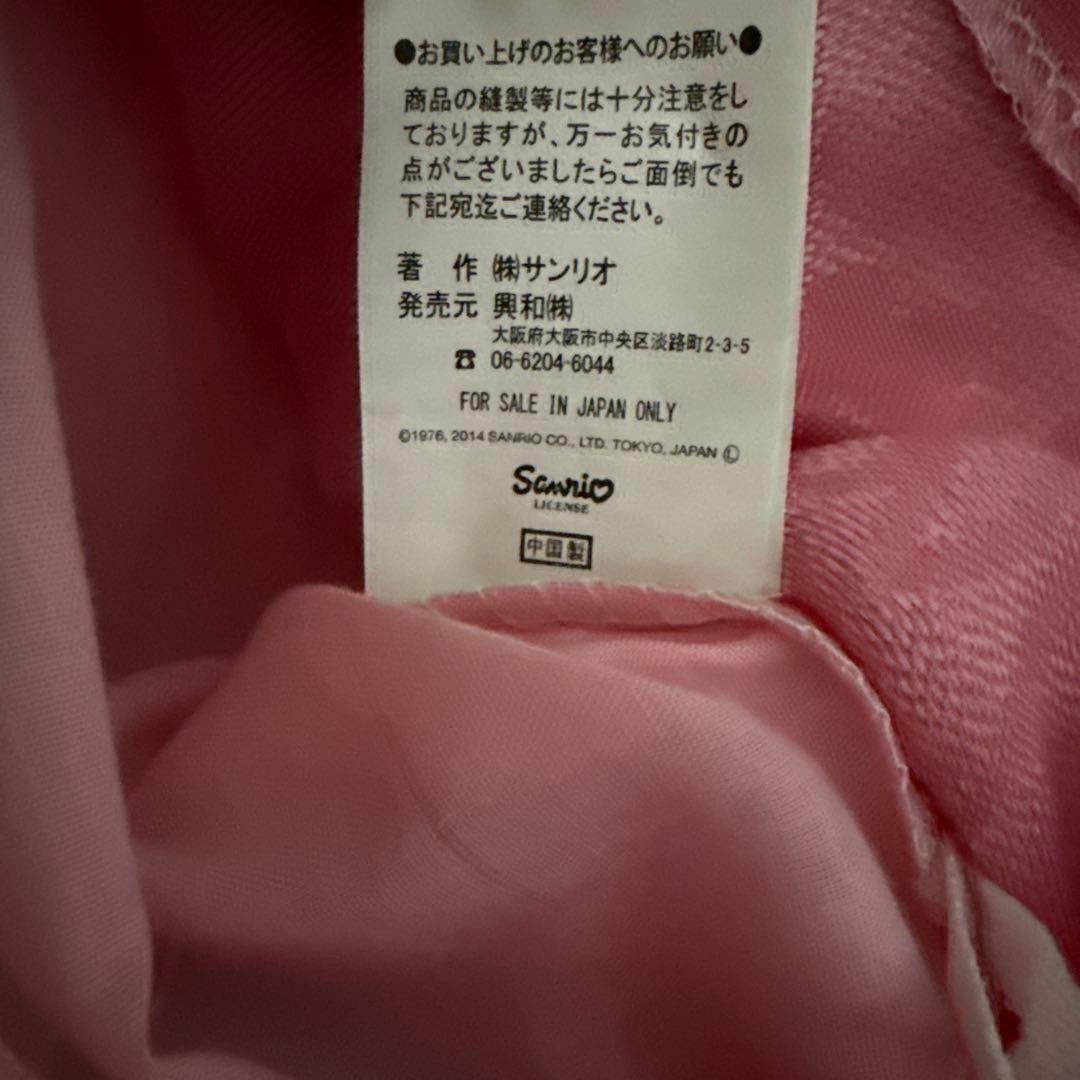 ●お買い上げのお客様へのお願い●
商品の縫製等には十分注意をし
ておりますが、万一お気付きの
点がございましたらご面倒でも
下記宛迄ご連絡ください。
著　作 ㈱サンリオ
発売元 興和㈱
大阪府大阪市中央区淡路町2-3-5
☎ 06-6204-6044
FOR SALE IN JAPAN ONLY
©1976, 2014 SANRIO CO., LTD. TOKYO, JAPAN Ⓛ
Sanrio
LICENSE
中国製